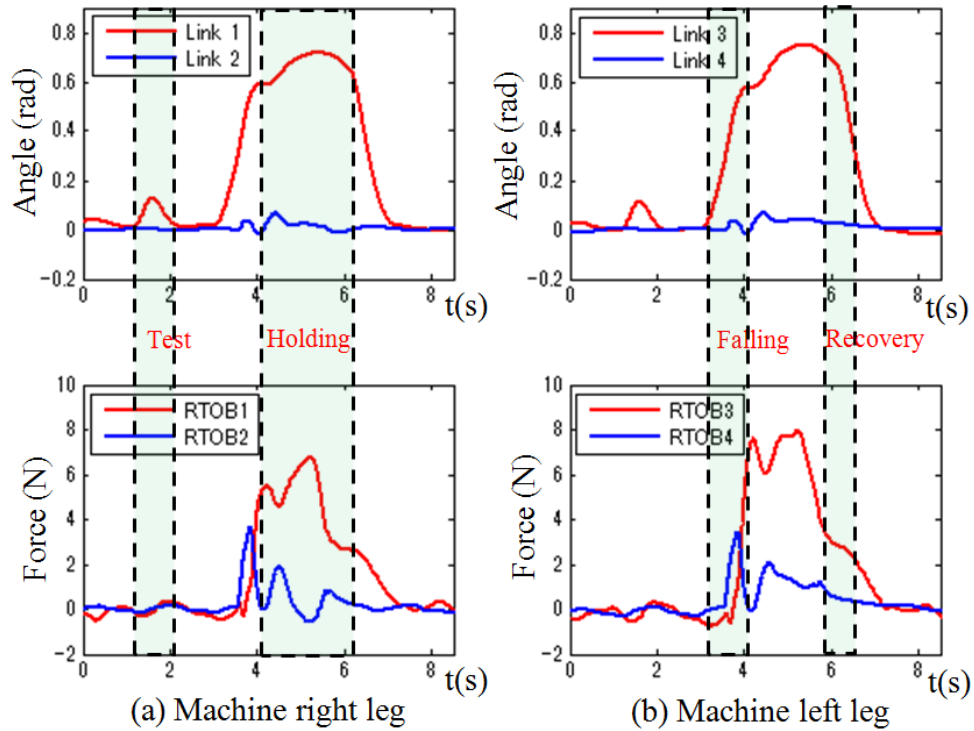 0.8
0.6
0.4
0.2
0
−0.2
Angle (rad)
Link 1
Link 2
0 2 4 6 8
t(s)
0.8
0.6
0.4
0.2
0
−0.2
Angle (rad)
Link 3
Link 4
0 2 4 6 8
t(s)
Test
Holding
Falling
Recovery
10
8
6
4
2
0
−2
Force (N)
RTOB1
RTOB2
0 2 4 6 8
t(s)
10
8
6
4
2
0
−2
Force (N)
RTOB3
RTOB4
0 2 4 6 8
t(s)
(a) Machine right leg
(b) Machine left leg